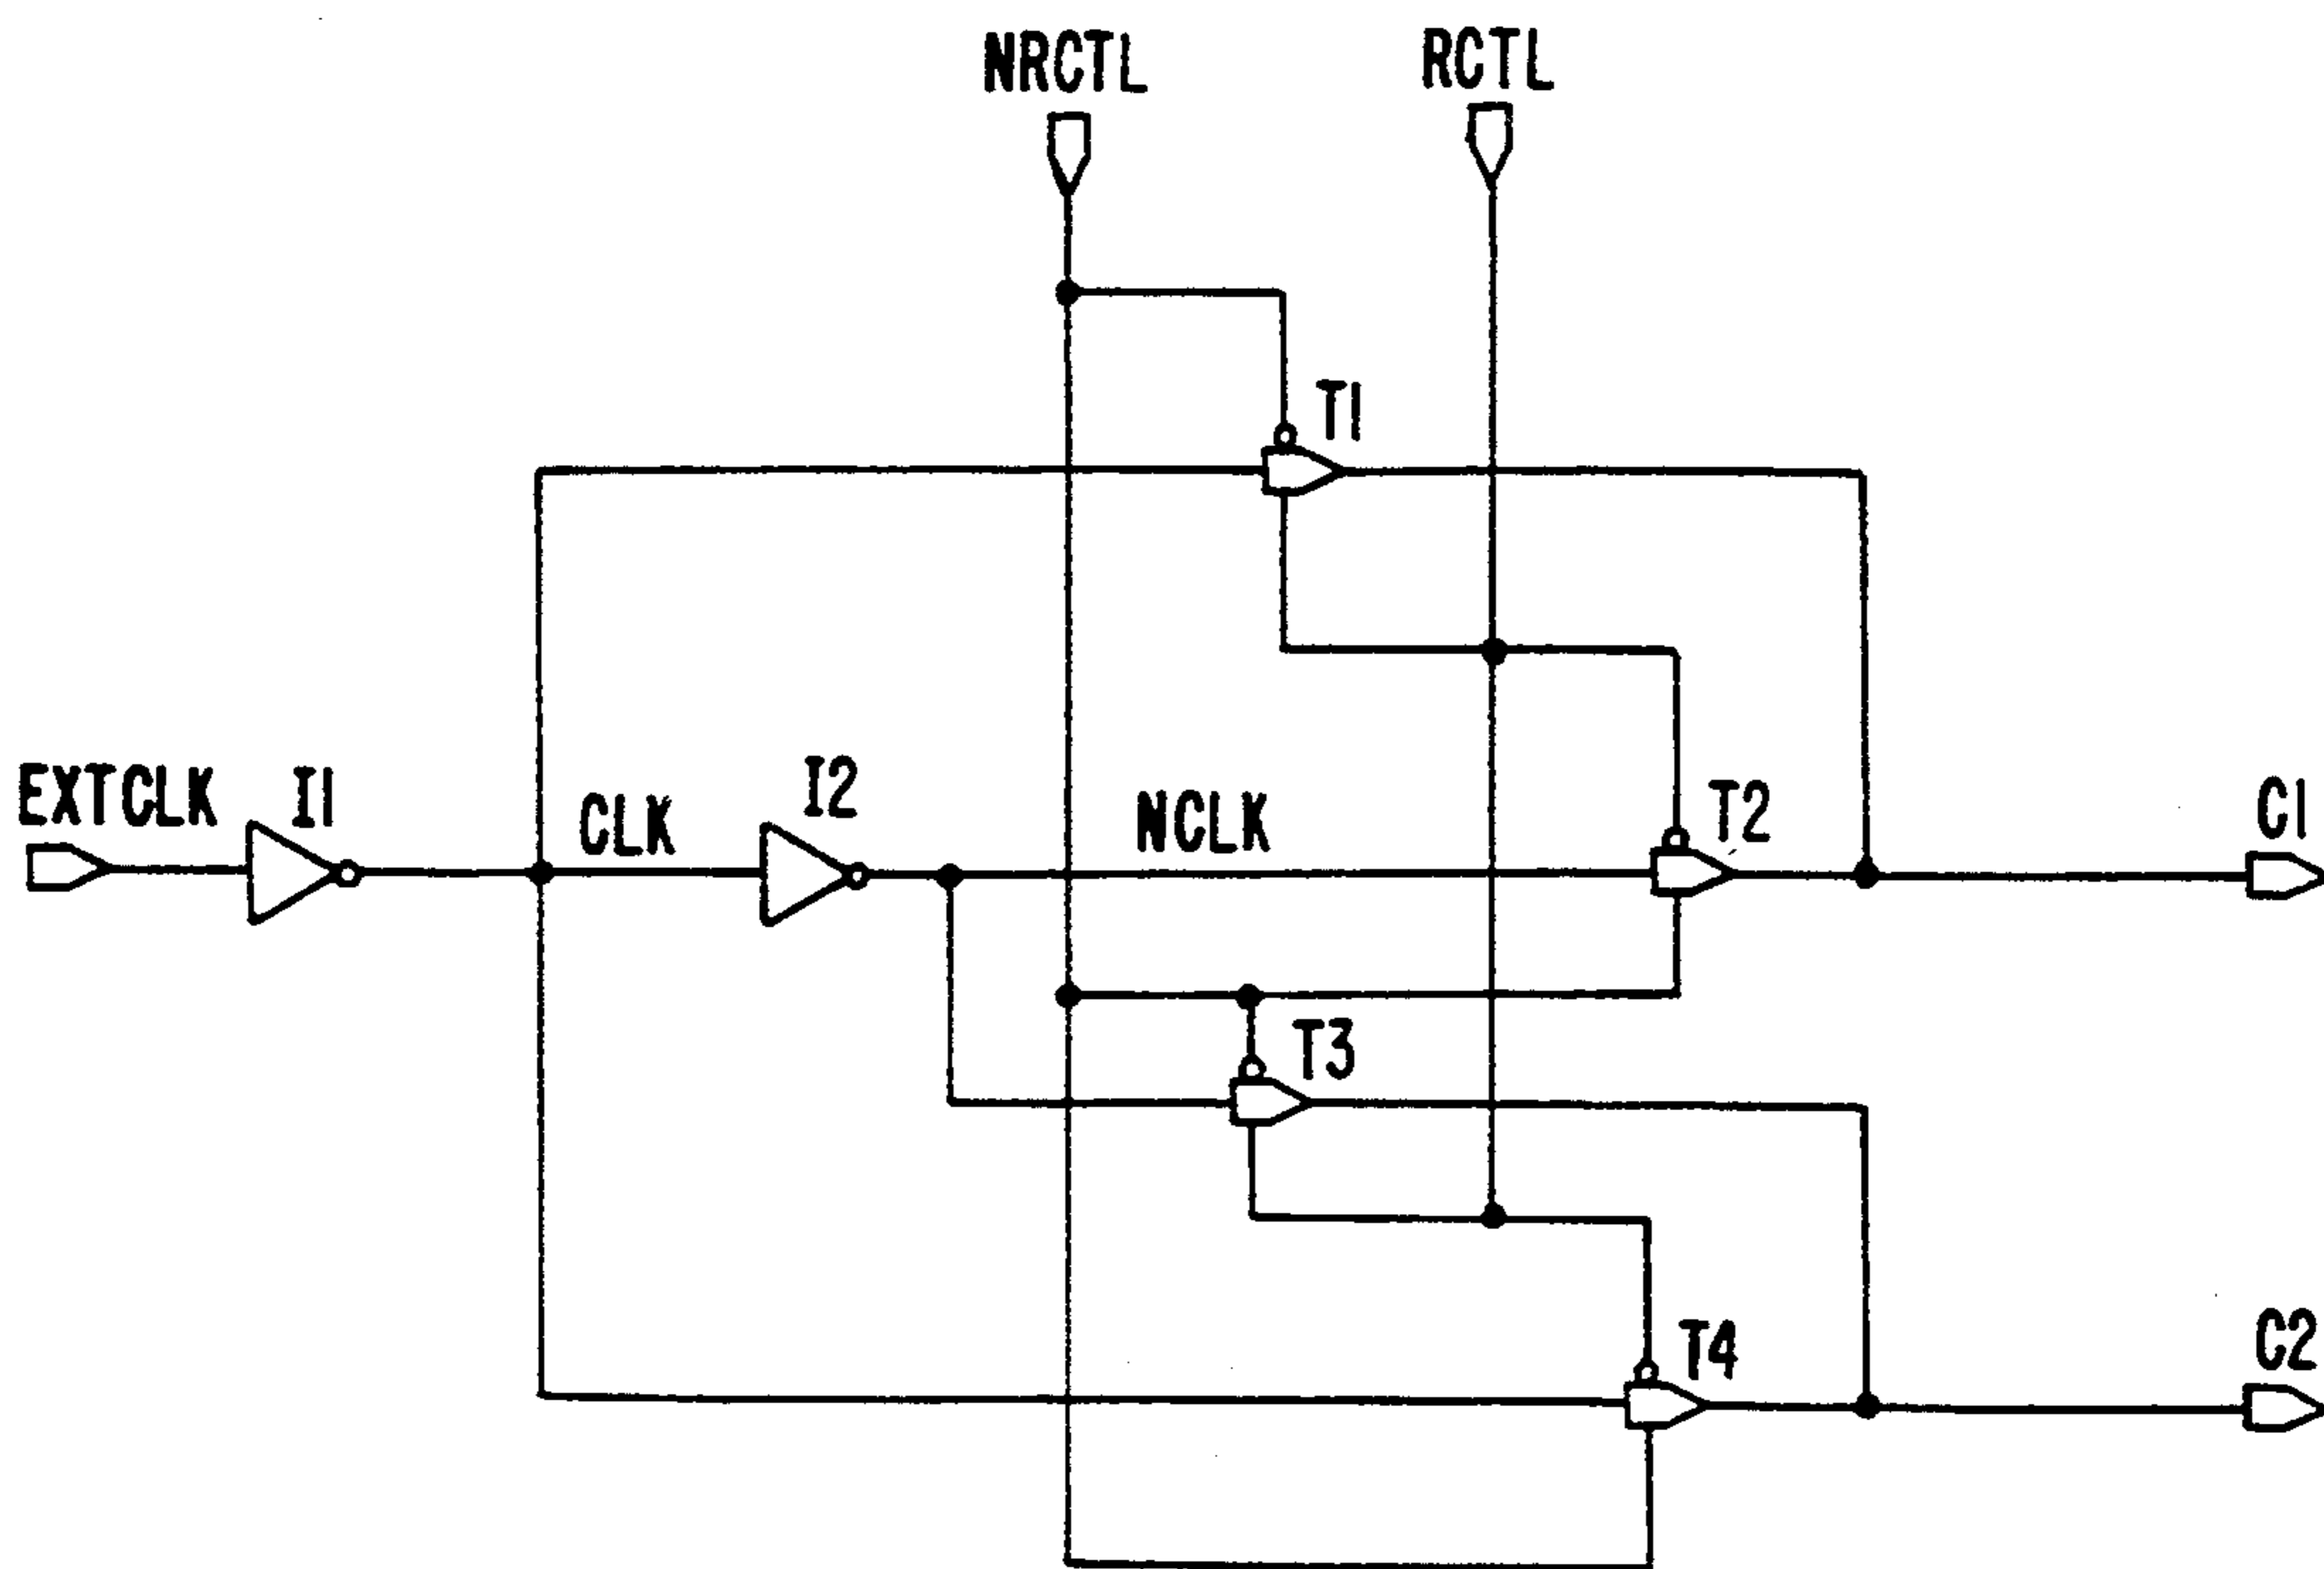 NRCTL
RCTL
T1
EXTCLK
I1
CLK
I2
NCLK
T2
C1
T3
T4
C2